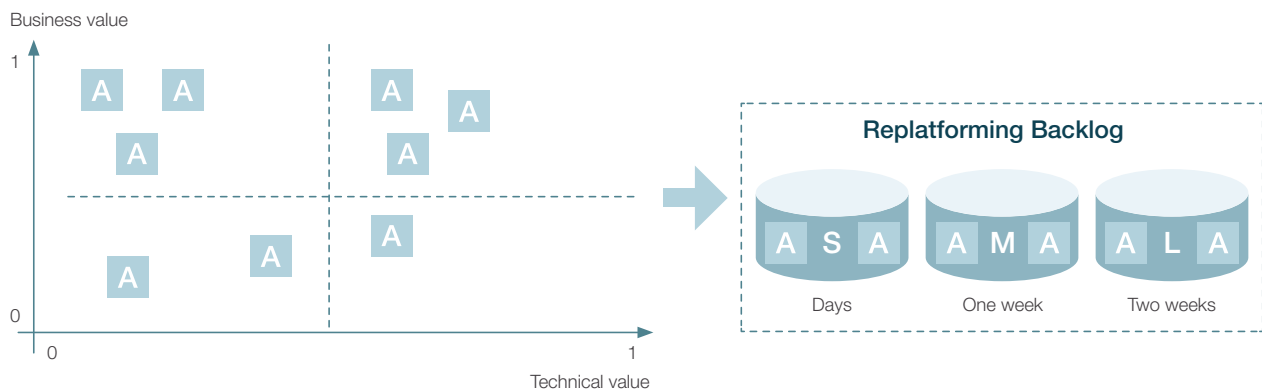 Business value
1
A
A
A
A
A
A
A
A
A
0
0
1
Technical value
Replatforming Backlog
A S A
A M A
A L A
Days
One week
Two weeks